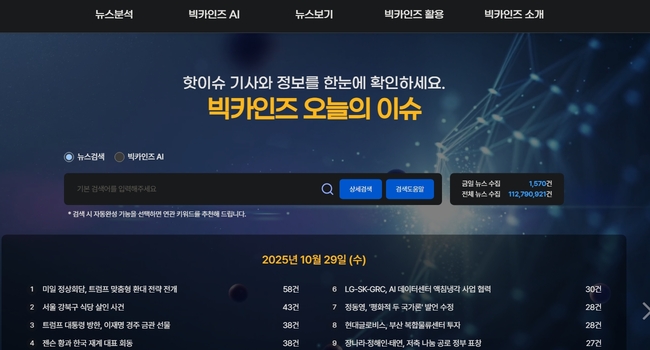 뉴스분석 빅카인즈 AI 뉴스보기 빅카인즈 활용 빅카인즈 소개
핫이슈 기사와 정보를 한눈에 확인하세요.
빅카인즈 오늘의 이슈
뉴스검색 빅카인즈 AI
기본 검색어를 입력해주세요 상세검색 검색도움말
금일 뉴스 수집 1,570건
전체 뉴스 수집 112,790,921건
* 검색 시 자동완성 기능을 선택하면 연관 키워드를 추천해 드립니다.
2025년 10월 29일 (수)
1 미일 정상회담, 트럼프 맞춤형 환대 전략 전개 58건
2 서울 강북구 식당 살인 사건 43건
3 트럼프 대통령 방한, 이재명 경주 금관 선물 38건
4 젠슨 황과 한국 재계 대표 회동 38건
6 LG-SK-GRC, AI 데이터센터 액침냉각 사업 협력 30건
7 정동영, '평화적 두 국가론' 발언 수정 28건
8 현대글로비스, 부산 복합물류센터 투자 28건
9 장나라·정해인·태연, 저축 나눔 공로 정부 표창 27건